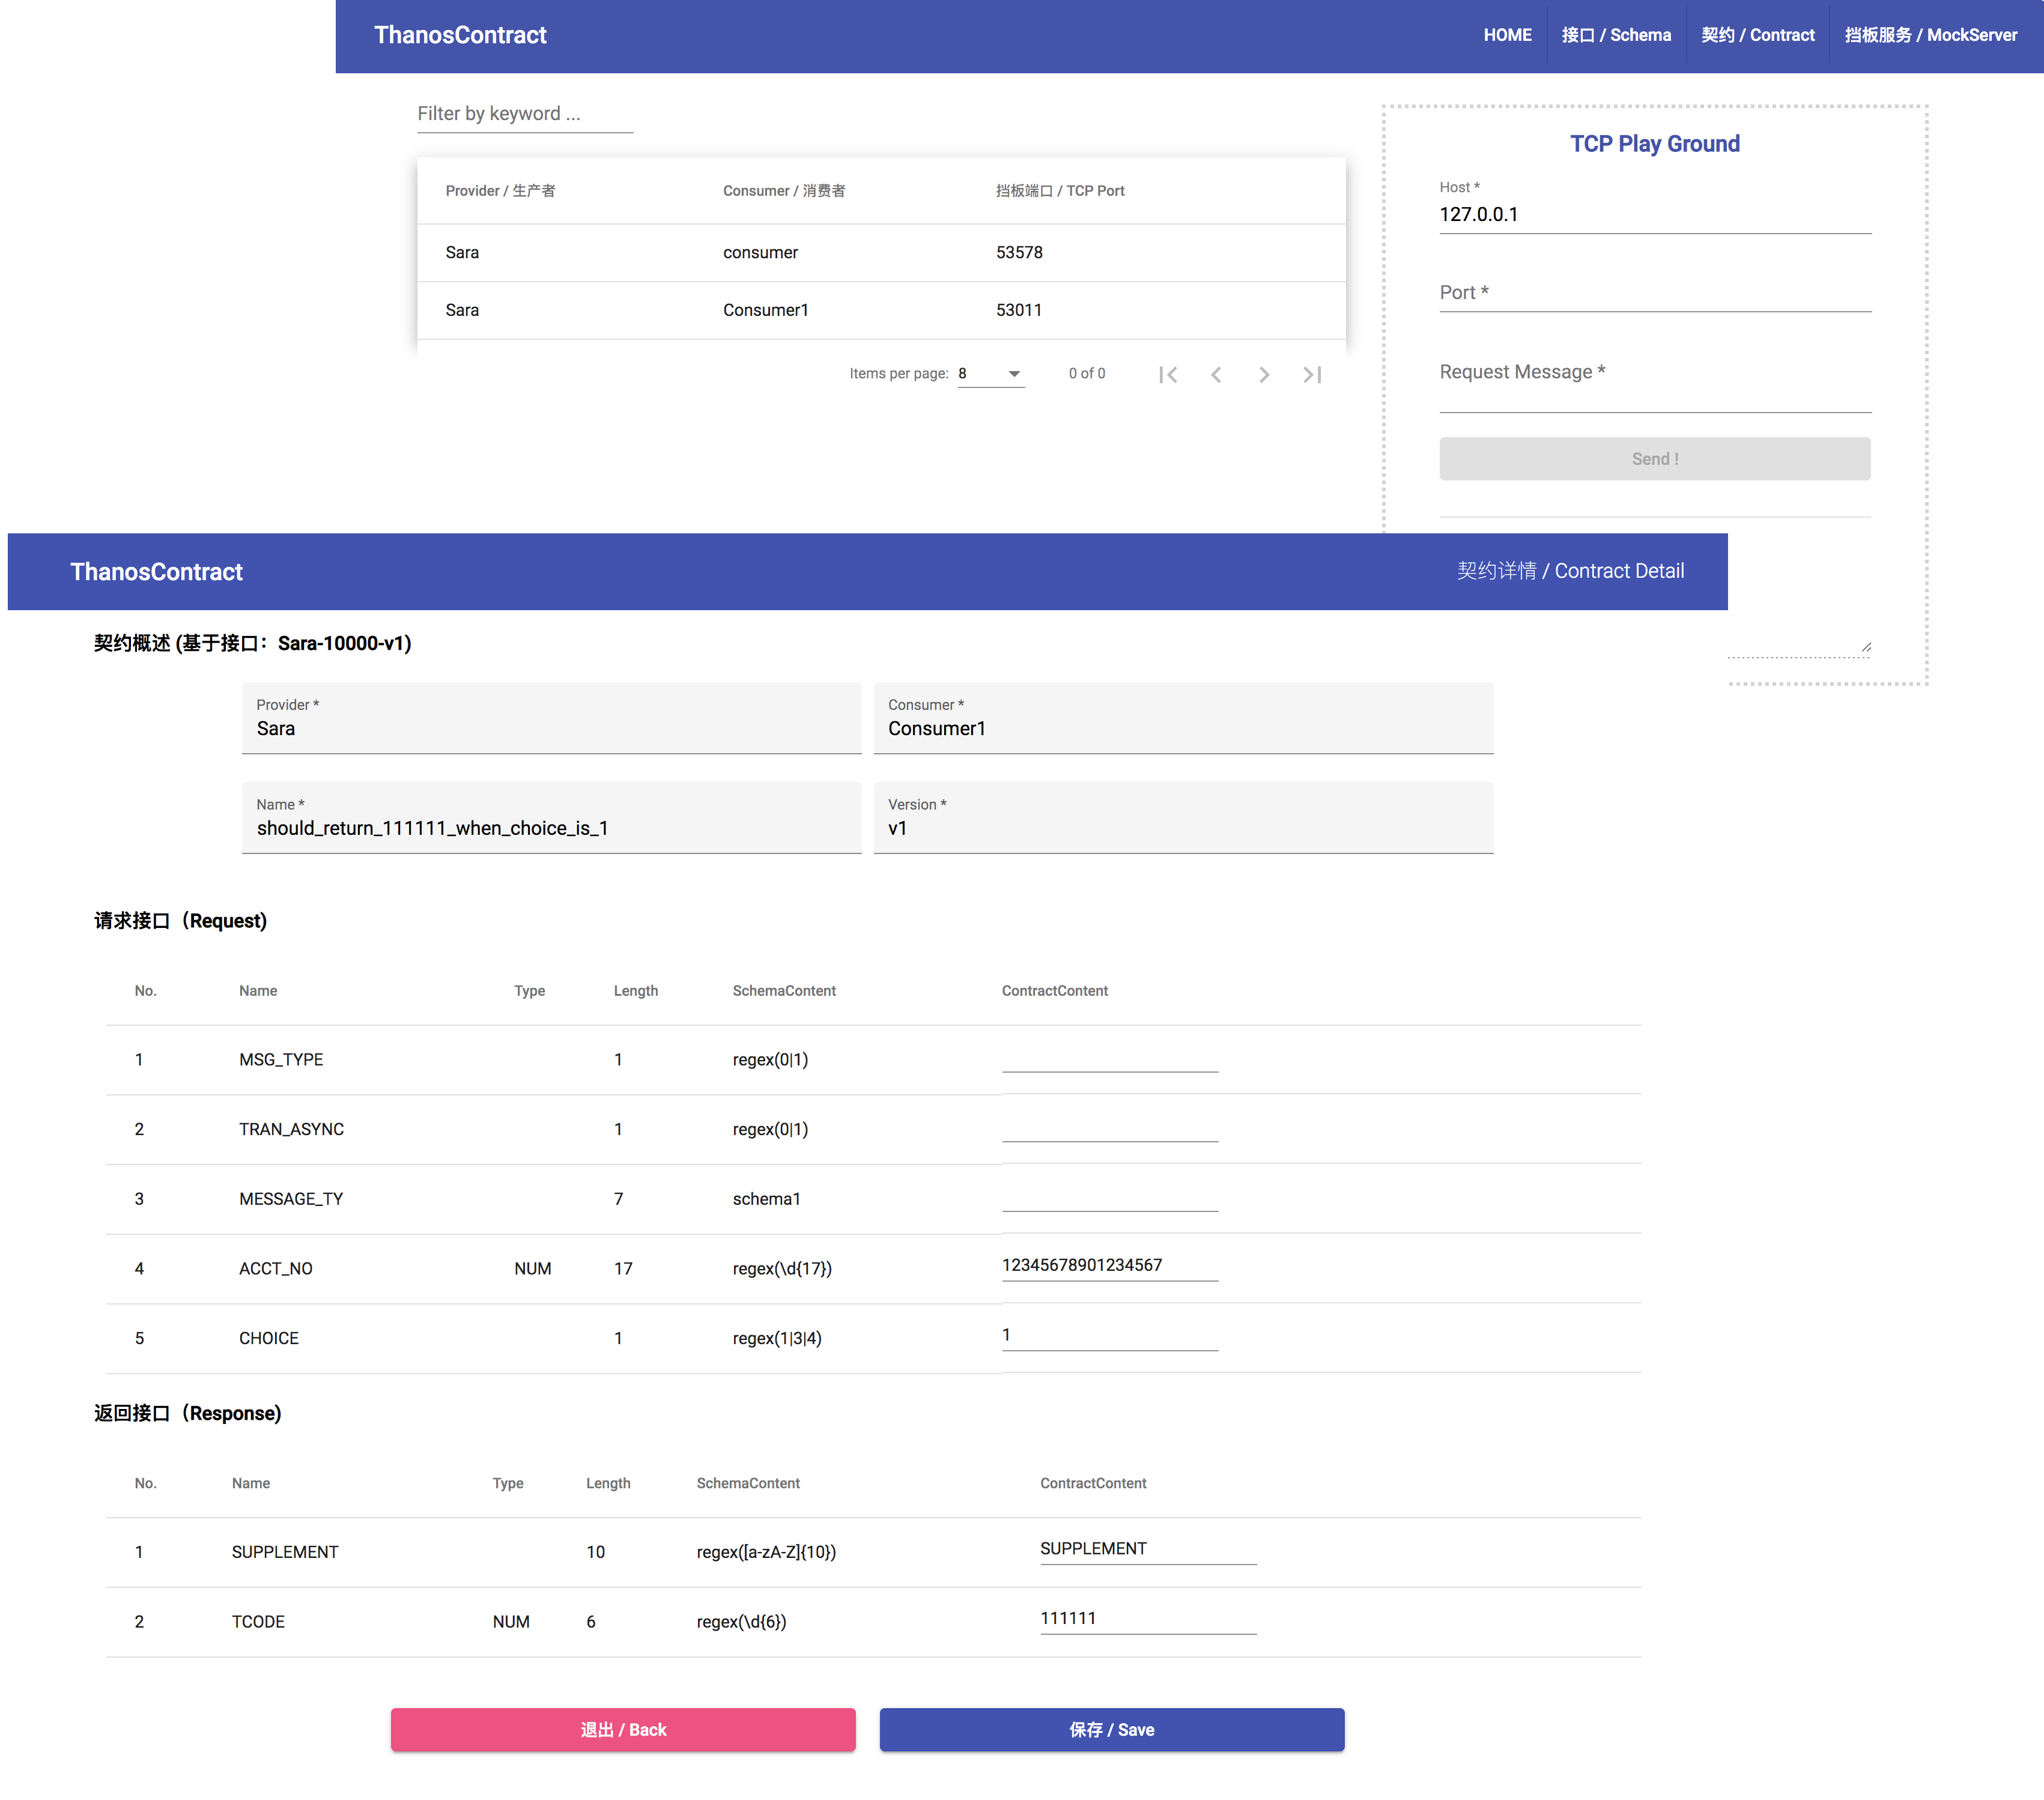 ThanosContract
HOME 接口 / Schema 契约 / Contract 挡板服务 / MockServer
Filter by keyword ...
Provider / 生产者 Consumer / 消费者 挡板端口 / TCP Port
Sara consumer 53578
Sara Consumer1 53011
Items per page: 8 0 of 0
TCP Play Ground
Host *
127.0.0.1
Port *
Request Message *
Send !
ThanosContract 契约详情 / Contract Detail
契约概述 (基于接口：Sara-10000-v1)
Provider * Consumer *
Sara Consumer1
Name * Version *
should_return_111111_when_choice_is_1 v1
请求接口（Request)
No. Name Type Length SchemaContent ContractContent
1 MSG_TYPE 1 regex(0|1)
2 TRAN_ASYNC 1 regex(0|1)
3 MESSAGE_TY 7 schema1
4 ACCT_NO NUM 17 regex(\d{17}) 12345678901234567
5 CHOICE 1 regex(1|3|4) 1
返回接口（Response)
No. Name Type Length SchemaContent ContractContent
1 SUPPLEMENT 10 regex([a-zA-Z]{10}) SUPPLEMENT
2 TCODE NUM 6 regex(\d{6}) 111111
退出 / Back 保存 / Save